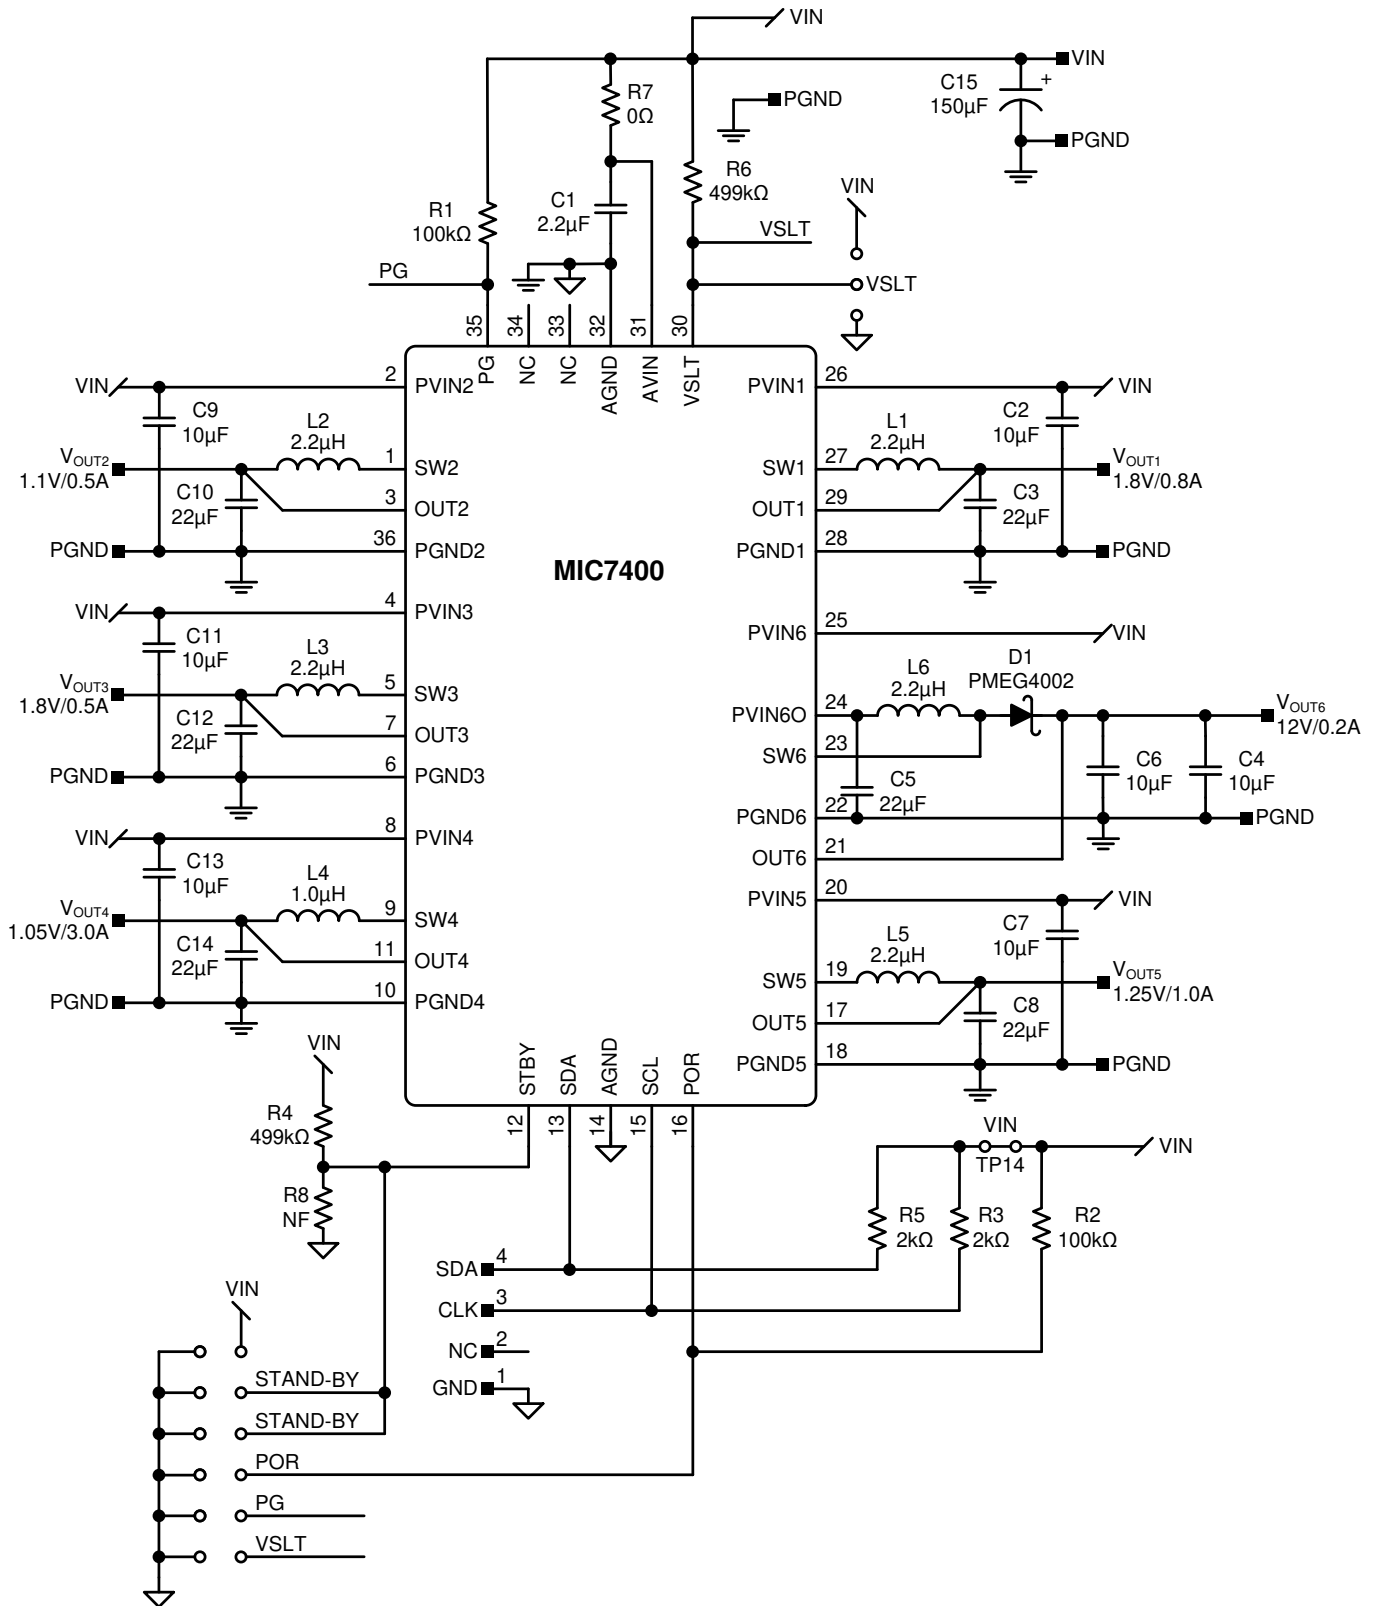 VIN
VIN
C15
+
150µF
PGND
R7
0Ω
PGND
R6
499kΩ
VIN
R1
100kΩ
C1
2.2µF
VSLT
PG
VSLT
35
34
33
32
31
30
PG
NC
NC
AGND
AVIN
VSLT
VIN
2
PVIN2
C9
10µF
L2
2.2µH
VOUT2
1.1V/0.5A
1
SW2
C10
22µF
3
OUT2
PGND
36
PGND2
PVIN1
26
VIN
C2
10µF
L1
2.2µH
SW1
27
VOUT1
1.8V/0.8A
C3
22µF
OUT1
29
PGND1
28
PGND
MIC7400
VIN
4
PVIN3
C11
10µF
L3
2.2µH
VOUT3
1.8V/0.5A
5
SW3
C12
22µF
7
OUT3
PGND
6
PGND3
PVIN6
25
VIN
L6
2.2µH
D1
PMEG4002
PVIN6O
24
VOUT6
12V/0.2A
SW6
23
C5
22µF
C6
10µF
C4
10µF
PGND6
22
PGND
OUT6
21
VIN
8
PVIN4
C13
10µF
L4
1.0µH
VOUT4
1.05V/3.0A
9
SW4
C14
22µF
11
OUT4
PGND
10
PGND4
PVIN5
20
VIN
C7
10µF
L5
2.2µH
SW5
19
VOUT5
1.25V/1.0A
C8
22µF
OUT5
17
PGND5
18
PGND
STBY
SDA
AGND
SCL
POR
12
13
14
15
16
VIN
R4
499kΩ
R8
NF
VIN
TP14
VIN
R5
2kΩ
R3
2kΩ
R2
100kΩ
SDA
4
CLK
3
NC
2
GND
1
VIN
STAND-BY
STAND-BY
POR
PG
VSLT